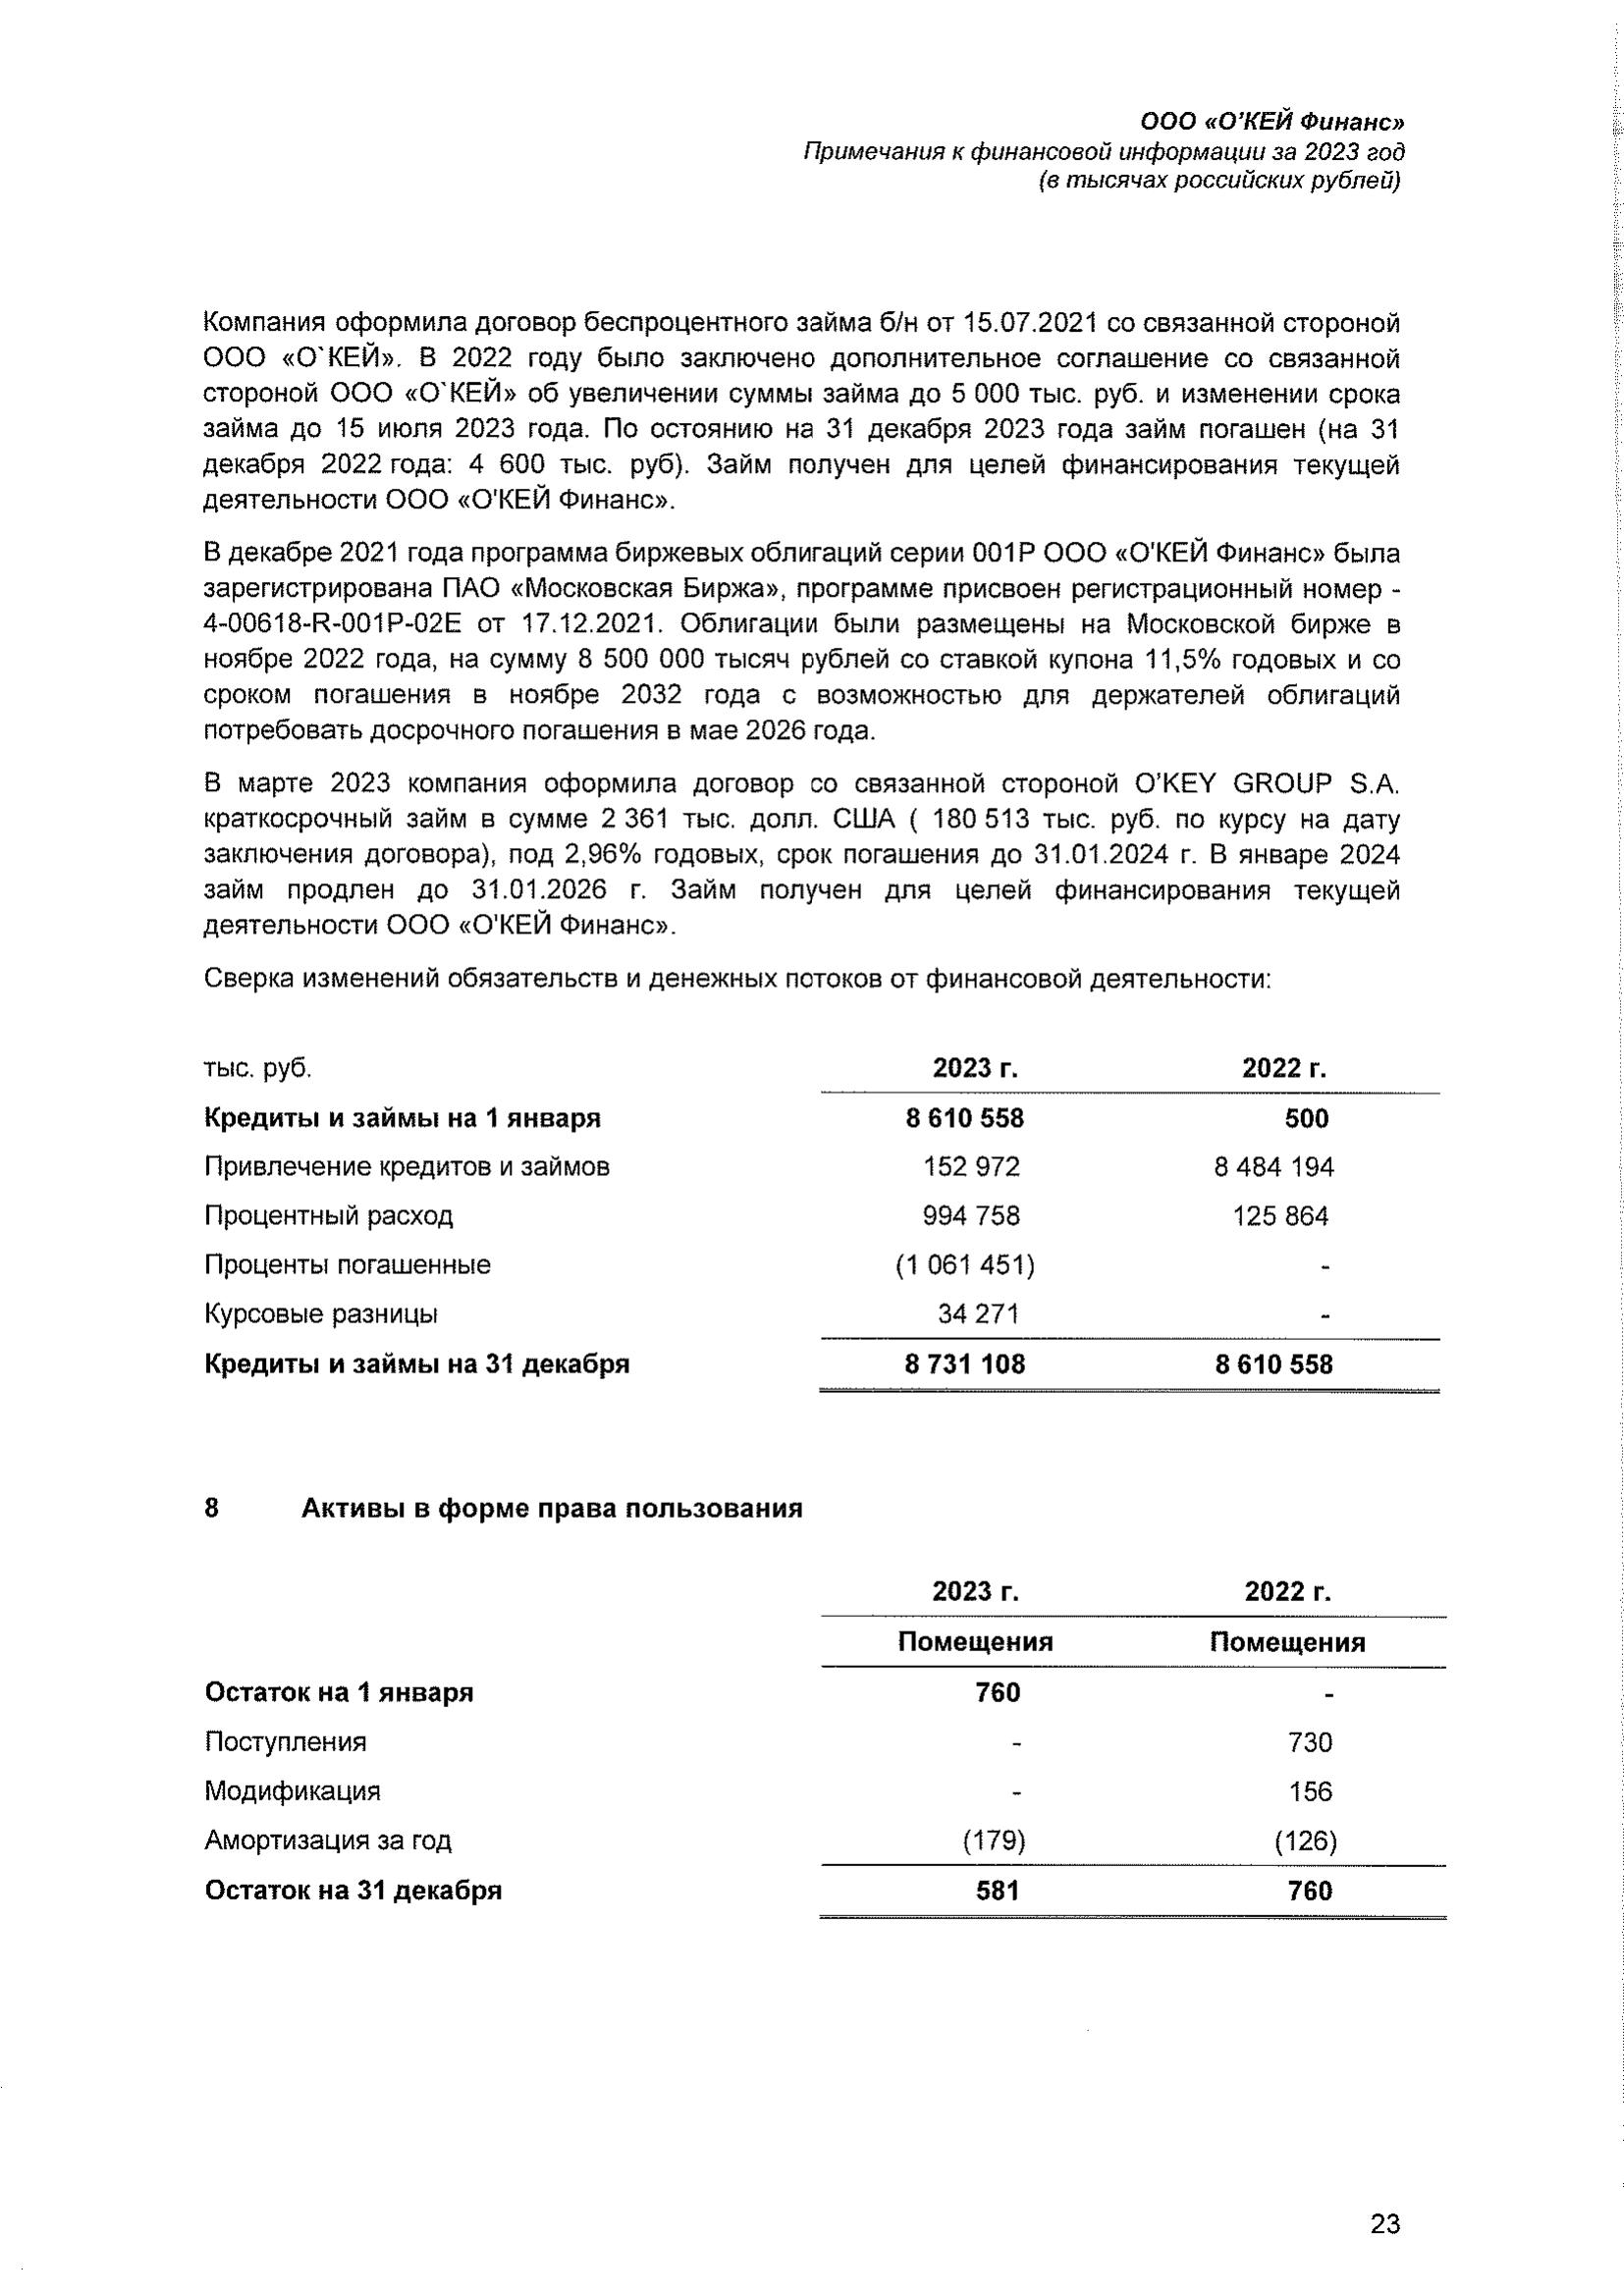 ООО «О'КЕЙ Финанс»
Примечания к финансовой информации за 2023 год
(в тысячах российских рублей)
Компания оформила договор беспроцентного займа б/н от 15.07.2021 со связанной стороной
ООО «О`КЕЙ». В 2022 году было заключено дополнительное соглашение со связанной
стороной ООО «О`КЕЙ» об увеличении суммы займа до 5 000 тыс. руб. и изменении срока
займа до 15 июля 2023 года. По остоянию на 31 декабря 2023 года займ погашен (на 31
декабря 2022 года: 4 600 тыс. руб). Займ получен для целей финансирования текущей
деятельности ООО «О'КЕЙ Финанс».
В декабре 2021 года программа биржевых облигаций серии 001P ООО «О'КЕЙ Финанс» была
зарегистрирована ПАО «Московская Биржа», программе присвоен регистрационный номер -
4-00618-R-001P-02E от 17.12.2021. Облигации были размещены на Московской бирже в
ноябре 2022 года, на сумму 8 500 000 тысяч рублей со ставкой купона 11,5% годовых и со
сроком погашения в ноябре 2032 года с возможностью для держателей облигаций
потребовать досрочного погашения в мае 2026 года.
В марте 2023 компания оформила договор со связанной стороной O'KEY GROUP S.A.
краткосрочный займ в сумме 2 361 тыс. долл. США ( 180 513 тыс. руб. по курсу на дату
заключения договора), под 2,96% годовых, срок погашения до 31.01.2024 г. В январе 2024
займ продлен до 31.01.2026 г. Займ получен для целей финансирования текущей
деятельности ООО «О'КЕЙ Финанс».
Сверка изменений обязательств и денежных потоков от финансовой деятельности:
тыс. руб. 2023 г. 2022 г.
Кредиты и займы на 1 января 8 610 558 500
Привлечение кредитов и займов 152 972 8 484 194
Процентный расход 994 758 125 864
Проценты погашенные (1 061 451) -
Курсовые разницы 34 271 -
Кредиты и займы на 31 декабря 8 731 108 8 610 558
8 Активы в форме права пользования
2023 г. 2022 г.
Помещения Помещения
Остаток на 1 января 760 -
Поступления - 730
Модификация - 156
Амортизация за год (179) (126)
Остаток на 31 декабря 581 760
23